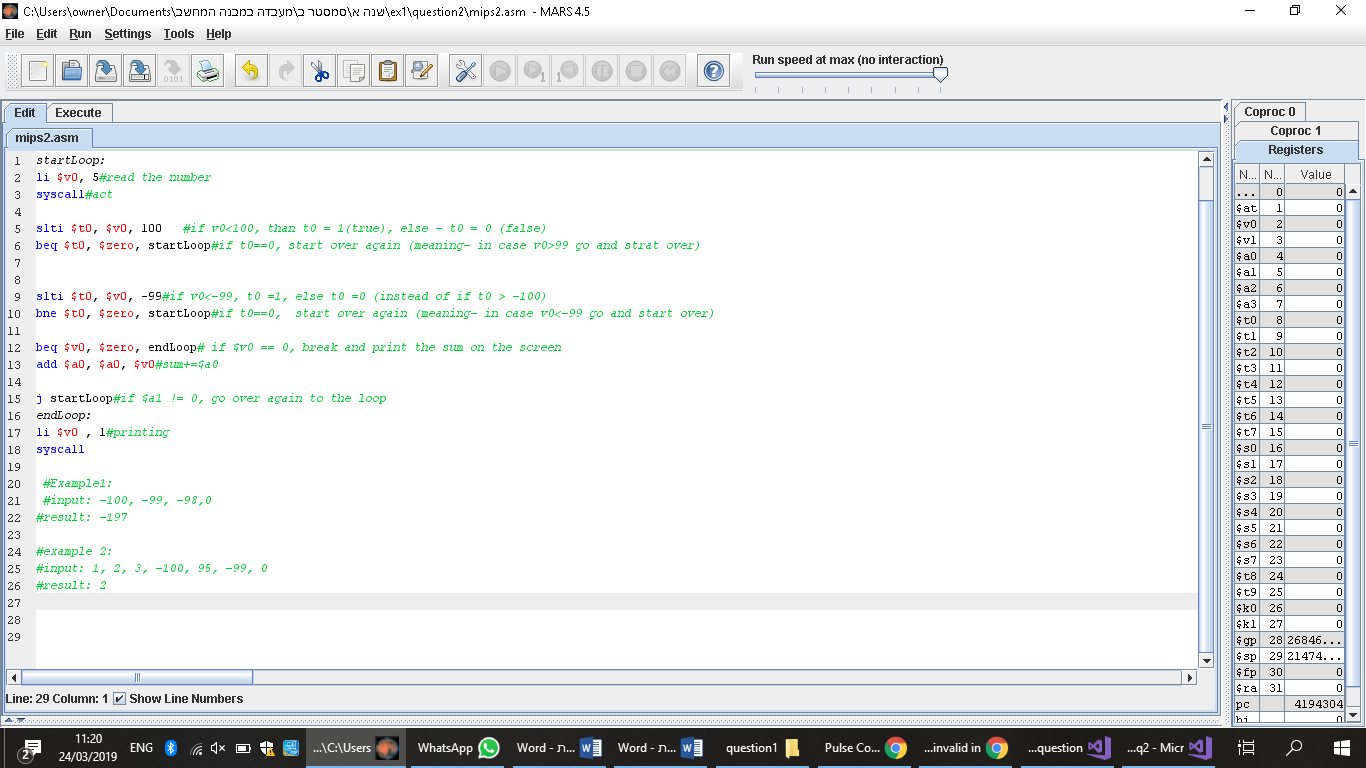 C:\Users\owner\Documents\שנה א\סמסטר ב\מעבדה במבנה המחשב\ex1\question2\mips2.asm - MARS 4.5
File Edit Run Settings Tools Help
Run speed at max (no interaction)
Edit Execute
mips2.asm
1 startLoop:
2 li $v0, 5#read the number
3 syscall#act
4
5 slti $t0, $v0, 100 #if v0<100, than t0 = 1(true), else - t0 = 0 (false)
6 beq $t0, $zero, startLoop#if t0==0, start over again (meaning- in case v0>99 go and strat over)
7
8
9 slti $t0, $v0, -99#if v0<-99, t0 =1, else t0 =0 (instead of if t0 > -100)
10 bne $t0, $zero, startLoop#if t0==0, start over again (meaning- in case v0<-99 go and start over)
11
12 beq $v0, $zero, endLoop# if $v0 == 0, break and print the sum on the screen
13 add $a0, $a0, $v0#sum+=$a0
14
15 j startLoop#if $a1 != 0, go over again to the loop
16 endLoop:
17 li $v0 , 1#printing
18 syscall
19
20 #Example1:
21 #input: -100, -99, -98,0
22 #result: -197
23
24 #example 2:
25 #input: 1, 2, 3, -100, 95, -99, 0
26 #result: 2
27
28
29
Line: 29 Column: 1 Show Line Numbers
Coproc 0
Coproc 1
Registers
N... N... Value
... 0 0
$at 1 0
$v0 2 0
$v1 3 0
$a0 4 0
$a1 5 0
$a2 6 0
$a3 7 0
$t0 8 0
$t1 9 0
$t2 10 0
$t3 11 0
$t4 12 0
$t5 13 0
$t6 14 0
$t7 15 0
$s0 16 0
$s1 17 0
$s2 18 0
$s3 19 0
$s4 20 0
$s5 21 0
$s6 22 0
$s7 23 0
$t8 24 0
$t9 25 0
$k0 26 0
$k1 27 0
$gp 28 26846...
$sp 29 21474...
$fp 30 0
$ra 31 0
pc 4194304
hi 0
2 11:20 ENG ...\C:\Users WhatsApp Word - ת... Word - ת... question1 Pulse Co... ...invalid in ...question ...q2 - Micr
24/03/2019